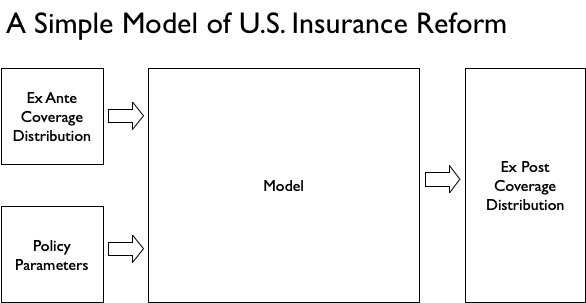 A Simple Model of U.S. Insurance Reform
Ex Ante
Coverage
Distribution
Model
Ex Post
Coverage
Distribution
Policy
Parameters